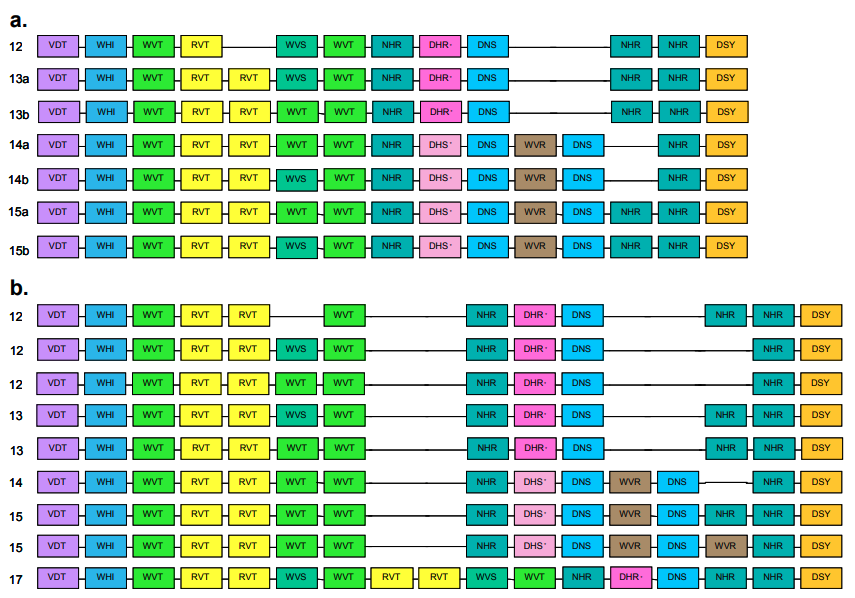 a.
12 VDT WHI WVT RVT WVS WVT NHR DHR* DNS NHR NHR DSY
13a VDT WHI WVT RVT RVT WVS WVT NHR DHR* DNS NHR NHR DSY
13b VDT WHI WVT RVT RVT WVT WVT NHR DHR* DNS NHR NHR DSY
14a VDT WHI WVT RVT RVT WVT WVT NHR DHS* DNS WVR DNS NHR DSY
14b VDT WHI WVT RVT RVT WVS WVT NHR DHS* DNS WVR DNS NHR DSY
15a VDT WHI WVT RVT RVT WVT WVT NHR DHS* DNS WVR DNS NHR NHR DSY
15b VDT WHI WVT RVT RVT WVS WVT NHR DHS* DNS WVR DNS NHR NHR DSY
b.
12 VDT WHI WVT RVT RVT WVT NHR DHR* DNS NHR NHR DSY
12 VDT WHI WVT RVT RVT WVS WVT NHR DHR* DNS NHR DSY
12 VDT WHI WVT RVT RVT WVT WVT NHR DHR* DNS NHR DSY
13 VDT WHI WVT RVT RVT WVS WVT NHR DHR* DNS NHR NHR DSY
13 VDT WHI WVT RVT RVT WVT WVT NHR DHR* DNS NHR NHR DSY
14 VDT WHI WVT RVT RVT WVT WVT NHR DHS* DNS WVR DNS NHR DSY
15 VDT WHI WVT RVT RVT WVT WVT NHR DHS* DNS WVR DNS NHR NHR DSY
15 VDT WHI WVT RVT RVT WVT WVT NHR DHS* DNS WVR DNS WVR NHR DSY
17 VDT WHI WVT RVT RVT WVS WVT RVT RVT WVS WVT NHR DHR* DNS NHR NHR DSY